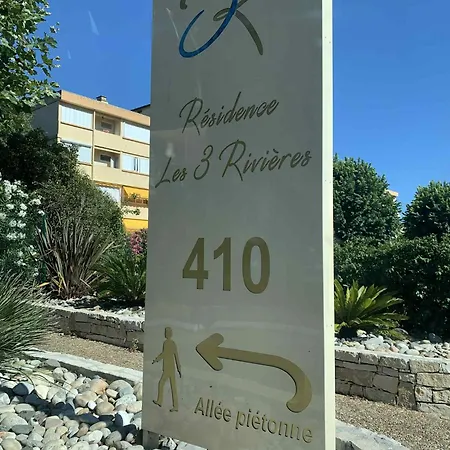 Résidence
Les 3 Rivières
410
Allée piétonne